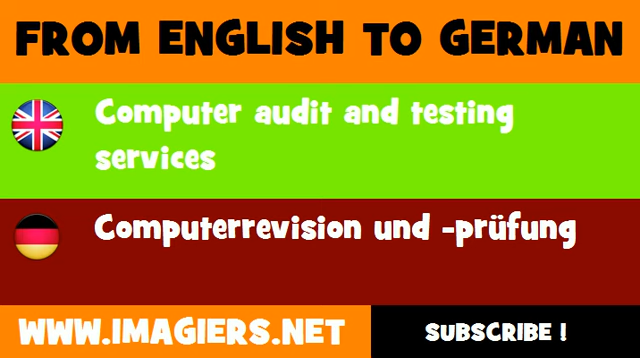 FROM ENGLISH TO GERMAN
Computer audit and testing
services
Computerrevision und -prüfung
WWW.IMAGIERS.NET
SUBSCRIBE !